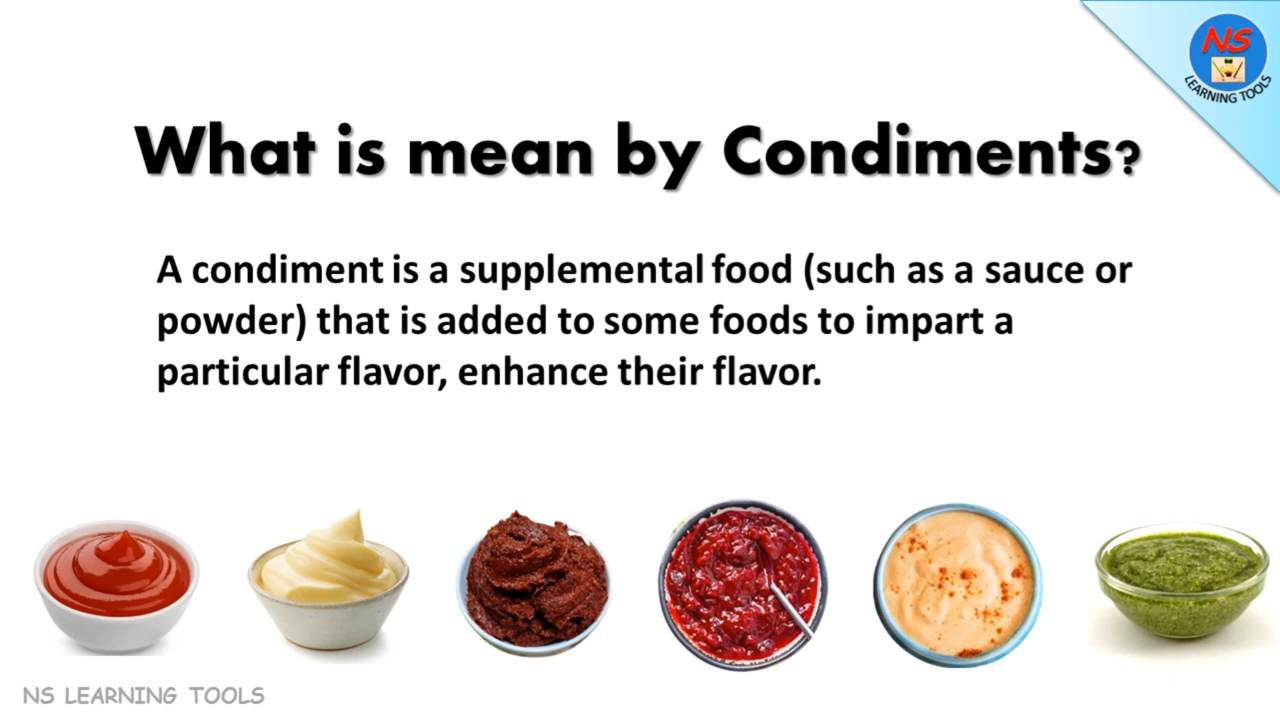 NS
LEARNING TOOLS
What is mean by Condiments?
A condiment is a supplemental food (such as a sauce or
powder) that is added to some foods to impart a
particular flavor, enhance their flavor.
NS LEARNING TOOLS